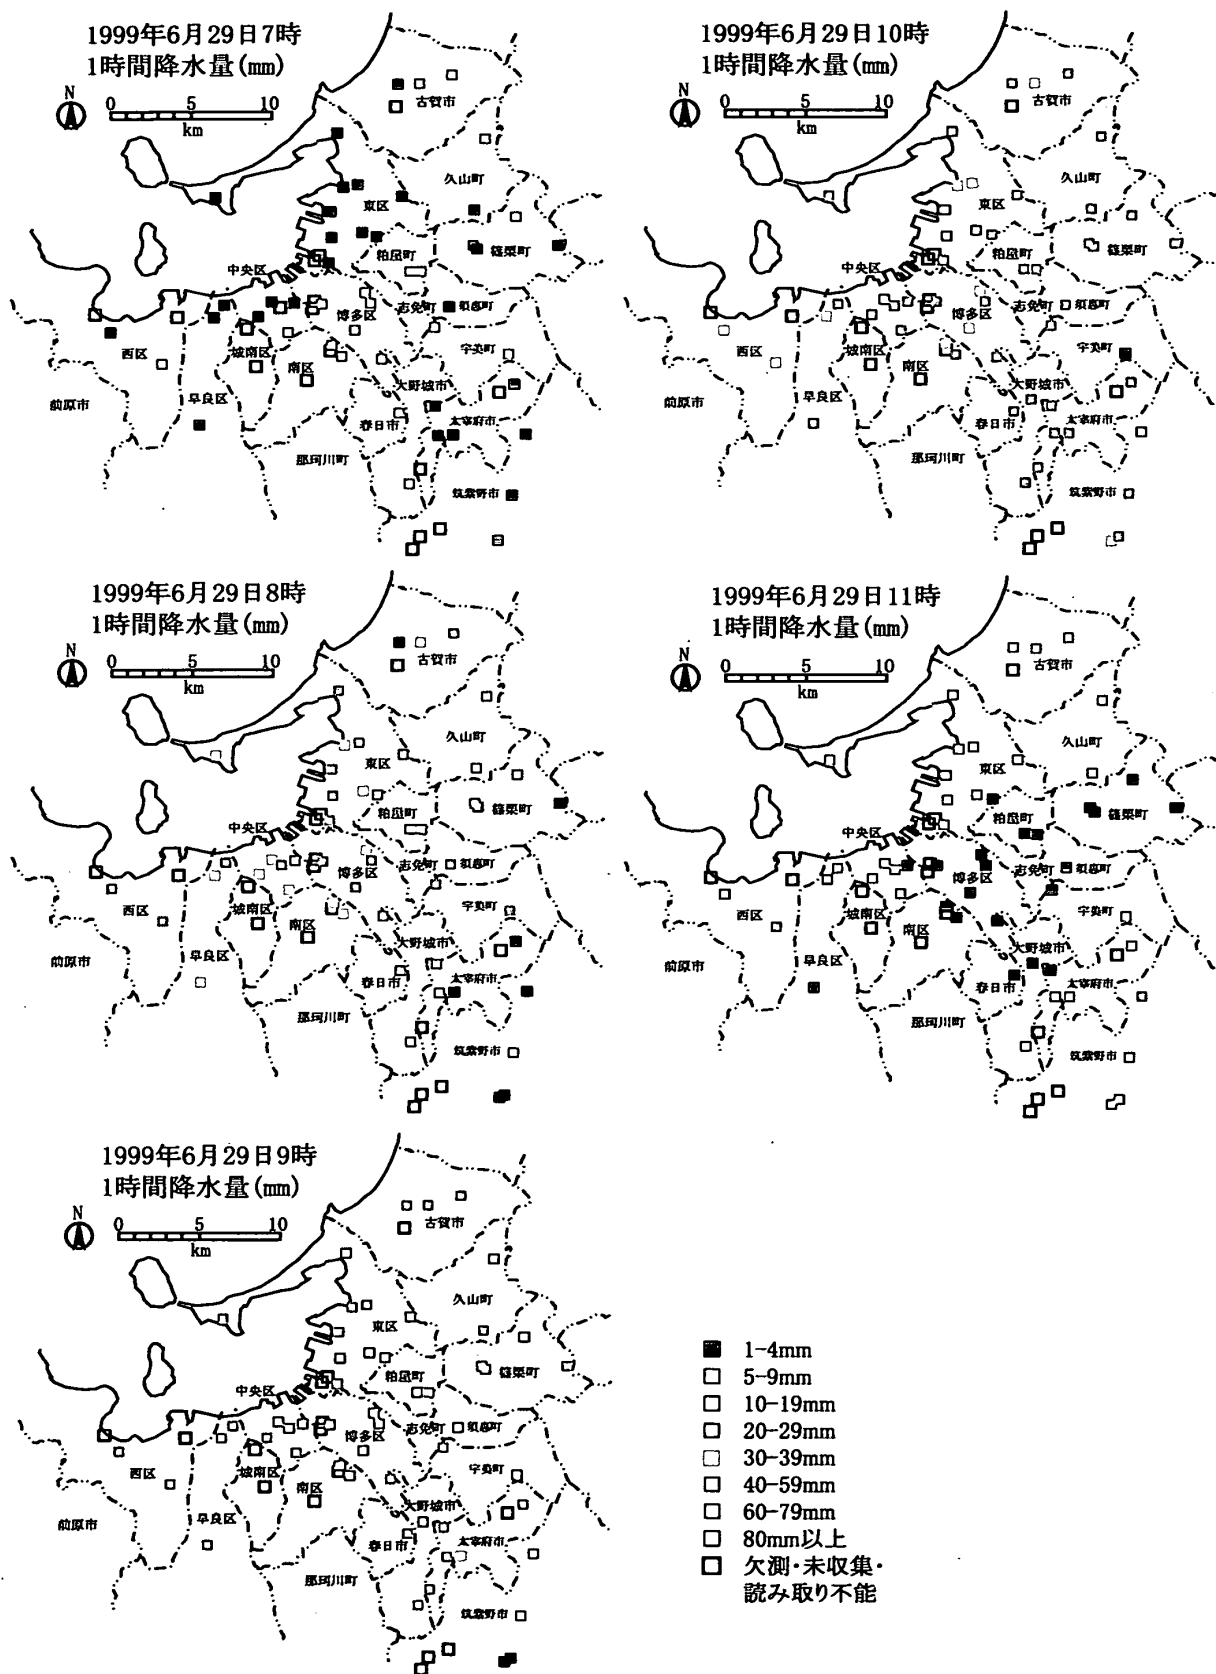 1999年6月29日7時
1時間降水量(mm)
N
0 5 10
km
古賀市
久山町
東区
粕屋町
篠栗町
中央区
志免町
須恵町
博多区
宇美町
西区
城南区
南区
大野城市
前原市
早良区
春日市
太宰府市
那珂川町
筑紫野市
1999年6月29日10時
1時間降水量(mm)
N
0 5 10
km
古賀市
久山町
東区
粕屋町
篠栗町
中央区
志免町
須恵町
博多区
宇美町
西区
城南区
南区
大野城市
前原市
早良区
春日市
太宰府市
那珂川町
筑紫野市
1999年6月29日8時
1時間降水量(mm)
N
0 5 10
km
古賀市
久山町
東区
粕屋町
篠栗町
中央区
志免町
須恵町
博多区
宇美町
西区
城南区
南区
大野城市
前原市
早良区
春日市
太宰府市
那珂川町
筑紫野市
1999年6月29日11時
1時間降水量(mm)
N
0 5 10
km
古賀市
久山町
東区
粕屋町
篠栗町
中央区
志免町
須恵町
博多区
宇美町
西区
城南区
南区
大野城市
前原市
早良区
春日市
太宰府市
那珂川町
筑紫野市
1999年6月29日9時
1時間降水量(mm)
N
0 5 10
km
古賀市
久山町
東区
粕屋町
篠栗町
中央区
志免町
須恵町
博多区
宇美町
西区
城南区
南区
大野城市
前原市
早良区
春日市
太宰府市
那珂川町
筑紫野市
1-4mm
5-9mm
10-19mm
20-29mm
30-39mm
40-59mm
60-79mm
80mm以上
欠測・未収集・
読み取り不能